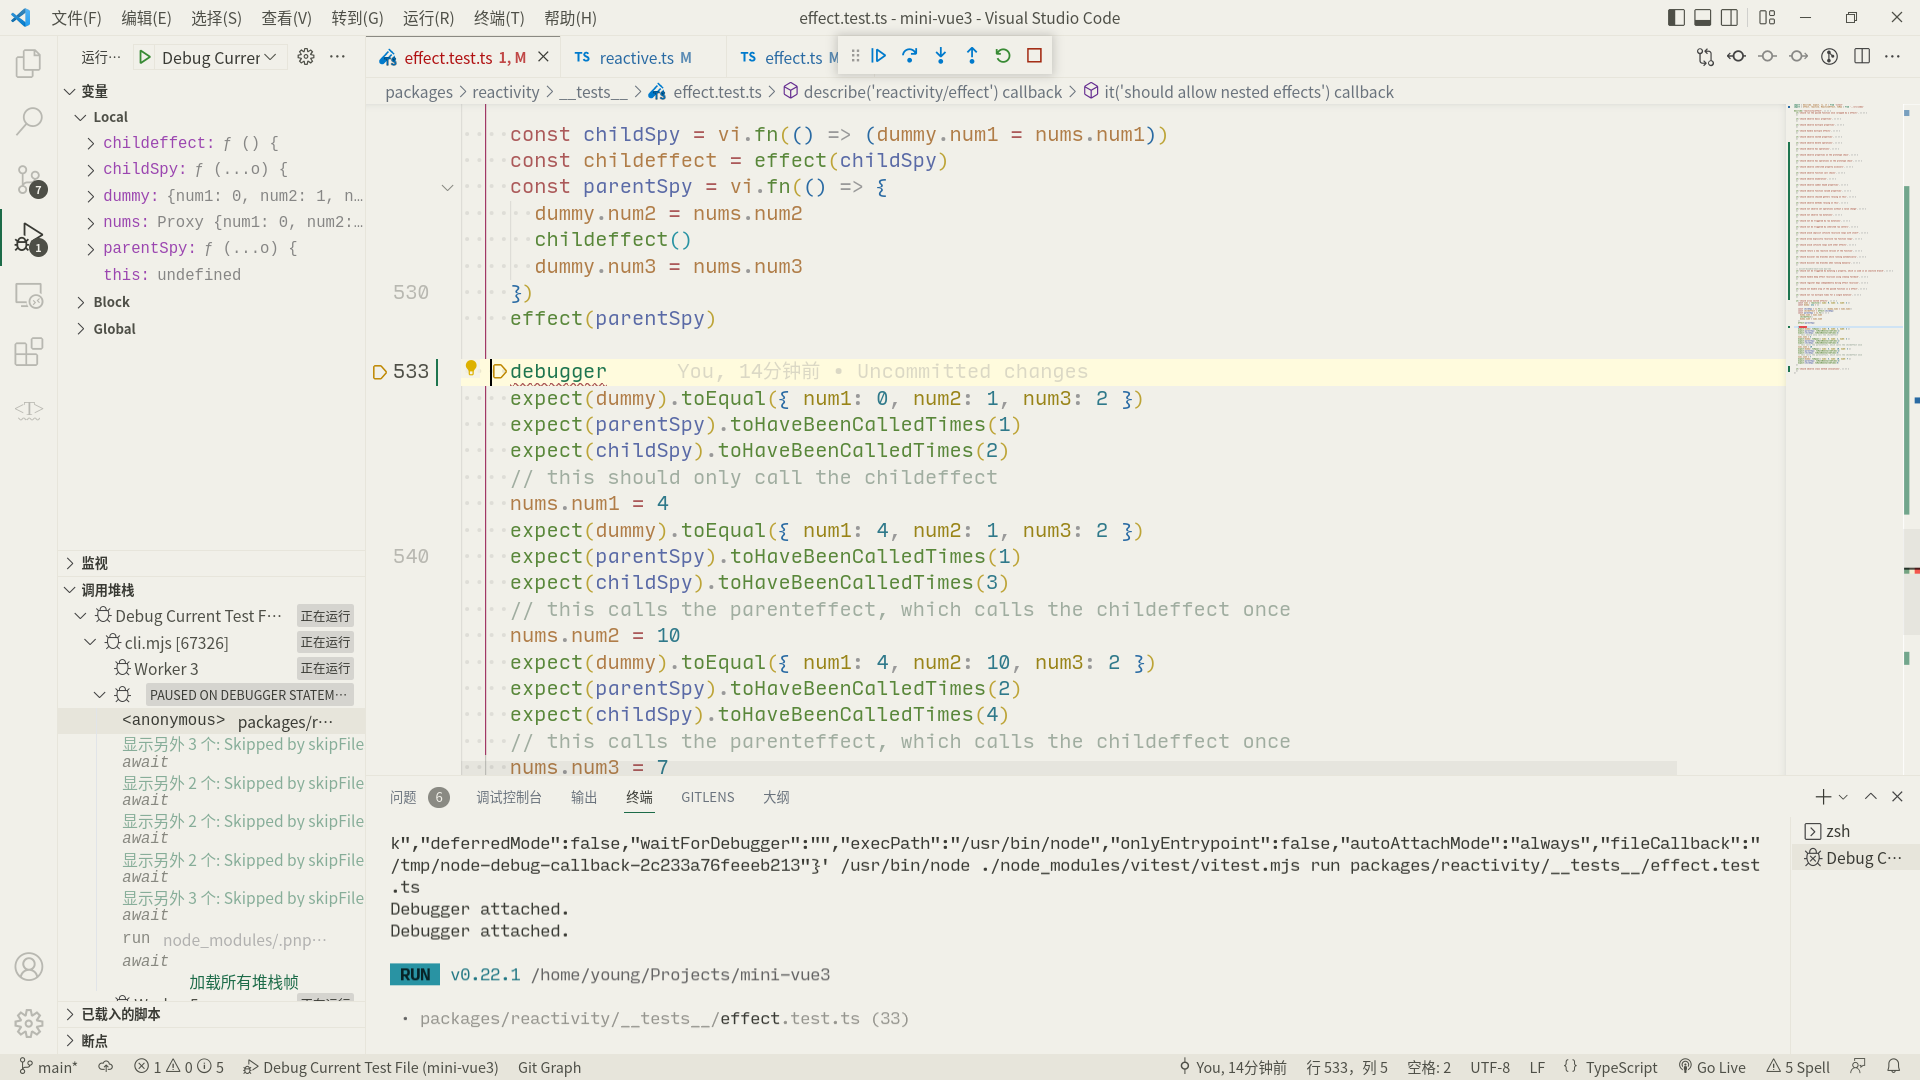 文件(F) 编辑(E) 选择(S) 查看(V) 转到(G) 运行(R) 终端(T) 帮助(H)
effect.test.ts - mini-vue3 - Visual Studio Code
运行··· Debug Currer
effect.test.ts 1, M
TS reactive.ts M
TS effect.ts M
packages > reactivity > __tests__ > effect.test.ts > describe('reactivity/effect') callback > it('should allow nested effects') callback
变量
Local
childeffect: ƒ () {
childSpy: ƒ (...o) {
dummy: {num1: 0, num2: 1, n…
nums: Proxy {num1: 0, num2:…
parentSpy: ƒ (...o) {
this: undefined
Block
Global
7
1
监视
调用堆栈
Debug Current Test F··· 正在运行
cli.mjs [67326] 正在运行
Worker 3 正在运行
PAUSED ON DEBUGGER STATEM···
<anonymous> packages/r···
显示另外 3 个: Skipped by skipFile
await
显示另外 2 个: Skipped by skipFile
await
显示另外 2 个: Skipped by skipFile
await
显示另外 2 个: Skipped by skipFile
await
显示另外 3 个: Skipped by skipFile
await
run node_modules/.pnp···
await
加载所有堆栈帧
已载入的脚本
断点
const childSpy = vi.fn(() => (dummy.num1 = nums.num1))
const childeffect = effect(childSpy)
const parentSpy = vi.fn(() => {
dummy.num2 = nums.num2
childeffect()
dummy.num3 = nums.num3
530 })
effect(parentSpy)
533 debugger You, 14分钟前 • Uncommitted changes
expect(dummy).toEqual({ num1: 0, num2: 1, num3: 2 })
expect(parentSpy).toHaveBeenCalledTimes(1)
expect(childSpy).toHaveBeenCalledTimes(2)
// this should only call the childeffect
nums.num1 = 4
expect(dummy).toEqual({ num1: 4, num2: 1, num3: 2 })
540 expect(parentSpy).toHaveBeenCalledTimes(1)
expect(childSpy).toHaveBeenCalledTimes(3)
// this calls the parenteffect, which calls the childeffect once
nums.num2 = 10
expect(dummy).toEqual({ num1: 4, num2: 10, num3: 2 })
expect(parentSpy).toHaveBeenCalledTimes(2)
expect(childSpy).toHaveBeenCalledTimes(4)
// this calls the parenteffect, which calls the childeffect once
nums.num3 = 7
问题 6 调试控制台 输出 终端 GITLENS 大纲
k","deferredMode":false,"waitForDebugger":"","execPath":"/usr/bin/node","onlyEntrypoint":false,"autoAttachMode":"always","fileCallback":"
/tmp/node-debug-callback-2c233a76feeeb213"}' /usr/bin/node ./node_modules/vitest/vitest.mjs run packages/reactivity/__tests__/effect.test
.ts
Debugger attached.
Debugger attached.
RUN v0.22.1 /home/young/Projects/mini-vue3
· packages/reactivity/__tests__/effect.test.ts (33)
zsh
Debug C···
main* 1 0 5 Debug Current Test File (mini-vue3) Git Graph
You, 14分钟前 行 533，列 5 空格: 2 UTF-8 LF {} TypeScript Go Live 5 Spell
<T>